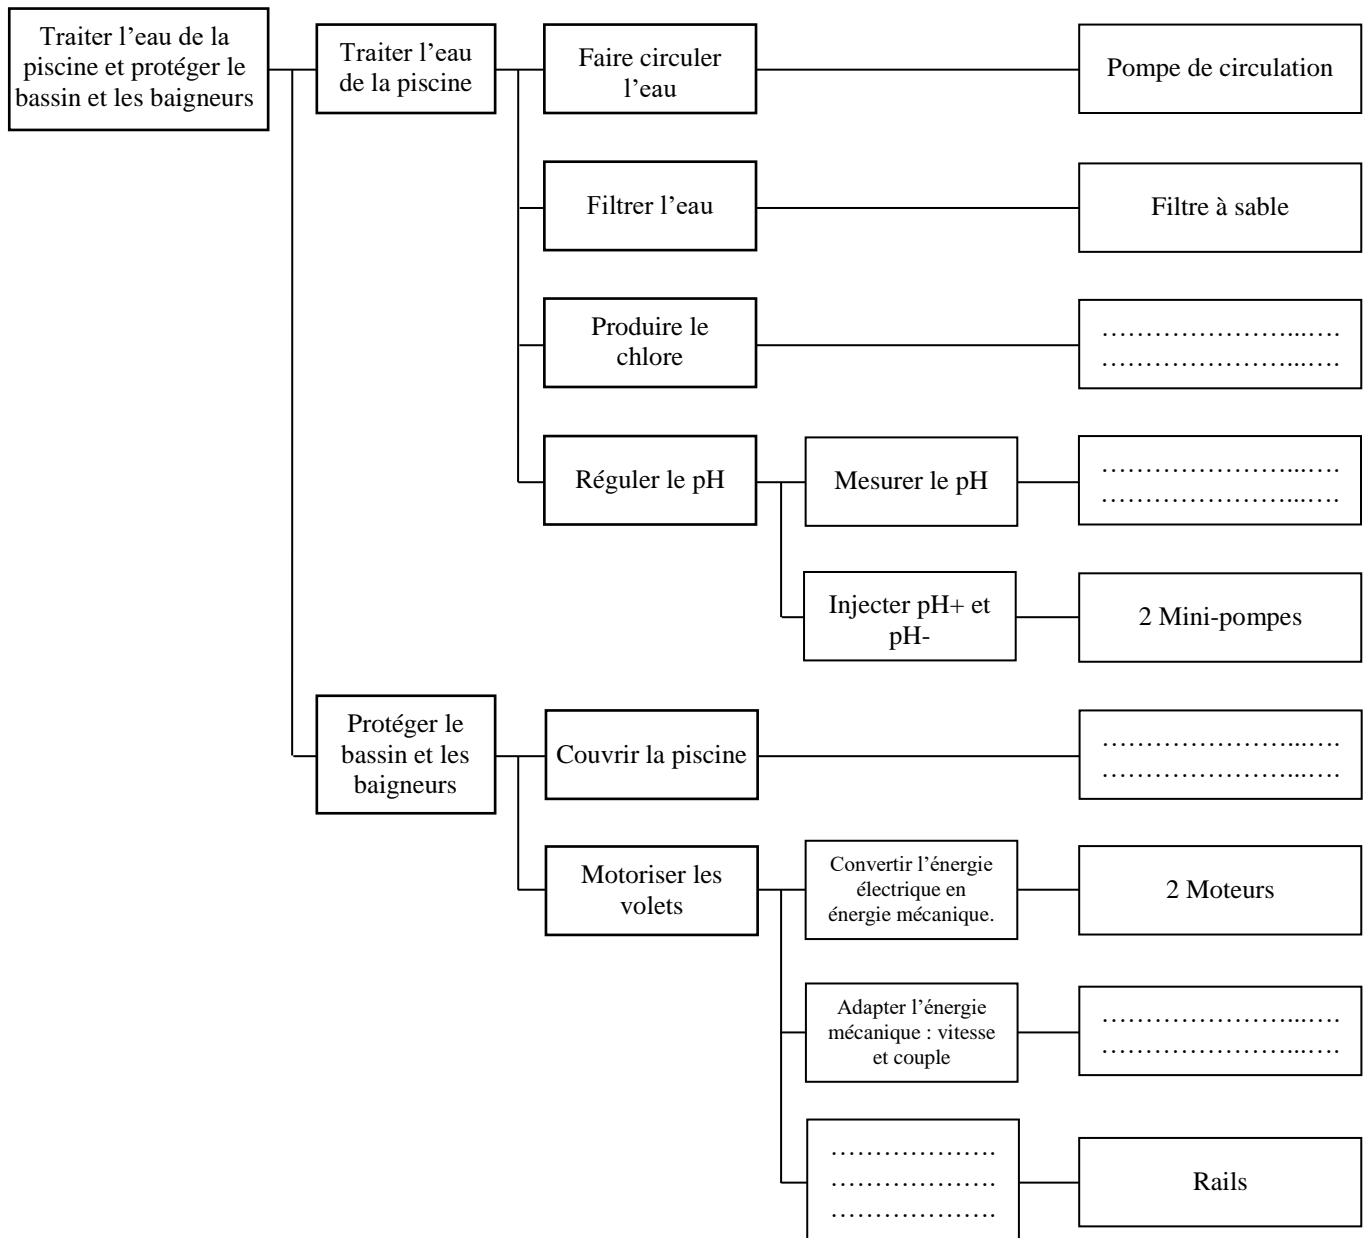 Traiter l’eau de la
piscine et protéger le
bassin et les baigneurs
Traiter l’eau
de la piscine
Faire circuler
l’eau
Pompe de circulation
Filtrer l’eau
Filtre à sable
Produire le
chlore
…………………...….
…………………...….
Réguler le pH
Mesurer le pH
…………………...….
…………………...….
Injecter pH+ et
pH-
2 Mini-pompes
Protéger le
bassin et les
baigneurs
Couvrir la piscine
…………………...….
…………………...….
Motoriser les
volets
Convertir l’énergie
électrique en
énergie mécanique.
2 Moteurs
Adapter l’énergie
mécanique : vitesse
et couple
…………………...….
…………………...….
……………….
……………….
……………….
Rails